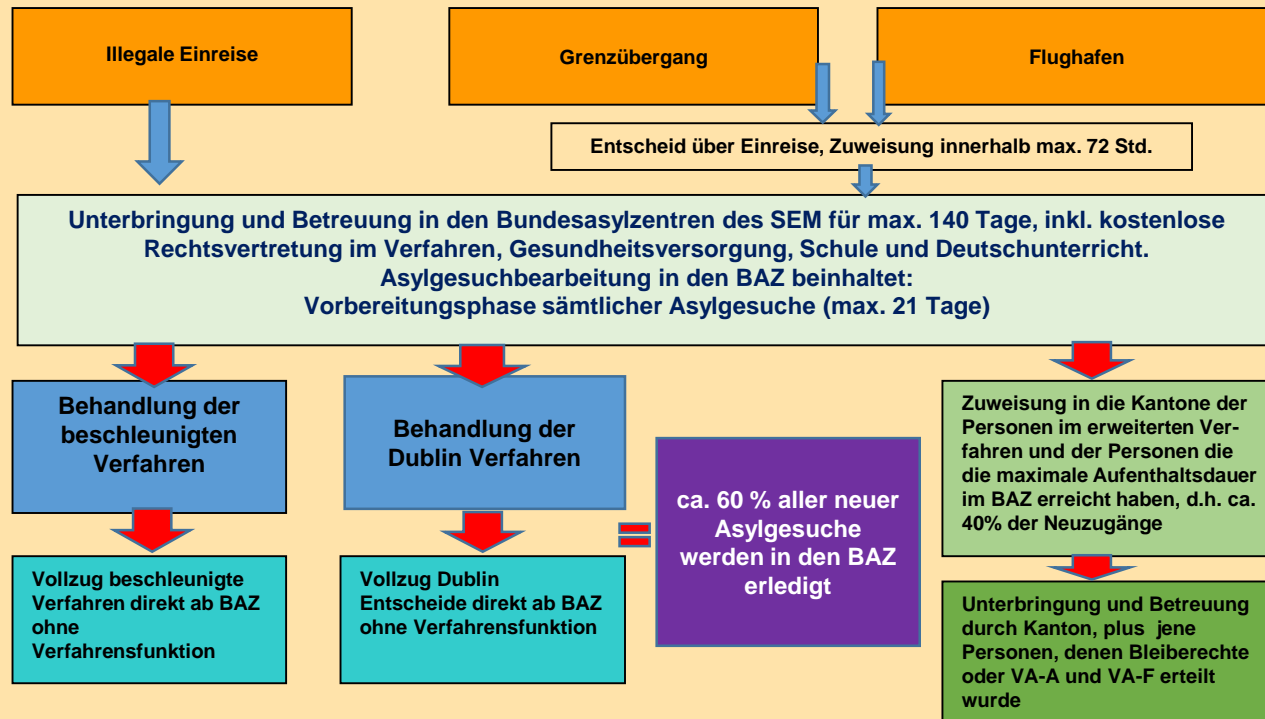 Illegale Einreise
Grenzübergang
Flughafen
Entscheid über Einreise, Zuweisung innerhalb max. 72 Std.
Unterbringung und Betreuung in den Bundesasylzentren des SEM für max. 140 Tage, inkl. kostenlose
Rechtsvertretung im Verfahren, Gesundheitsversorgung, Schule und Deutschunterricht.
Asylgesuchbearbeitung in den BAZ beinhaltet:
Vorbereitungsphase sämtlicher Asylgesuche (max. 21 Tage)
Behandlung der
beschleunigten
Verfahren
Behandlung der
Dublin Verfahren
Zuweisung in die Kantone der
Personen im erweiterten Ver-
fahren und der Personen die
die maximale Aufenthaltsdauer
im BAZ erreicht haben, d.h. ca.
40% der Neuzugänge
ca. 60 % aller neuer
Asylgesuche
werden in den BAZ
erledigt
Vollzug beschleunigte
Verfahren direkt ab BAZ
ohne
Verfahrensfunktion
Vollzug Dublin
Entscheide direkt ab BAZ
ohne Verfahrensfunktion
Unterbringung und Betreuung
durch Kanton, plus jene
Personen, denen Bleiberechte
oder VA-A und VA-F erteilt
wurde